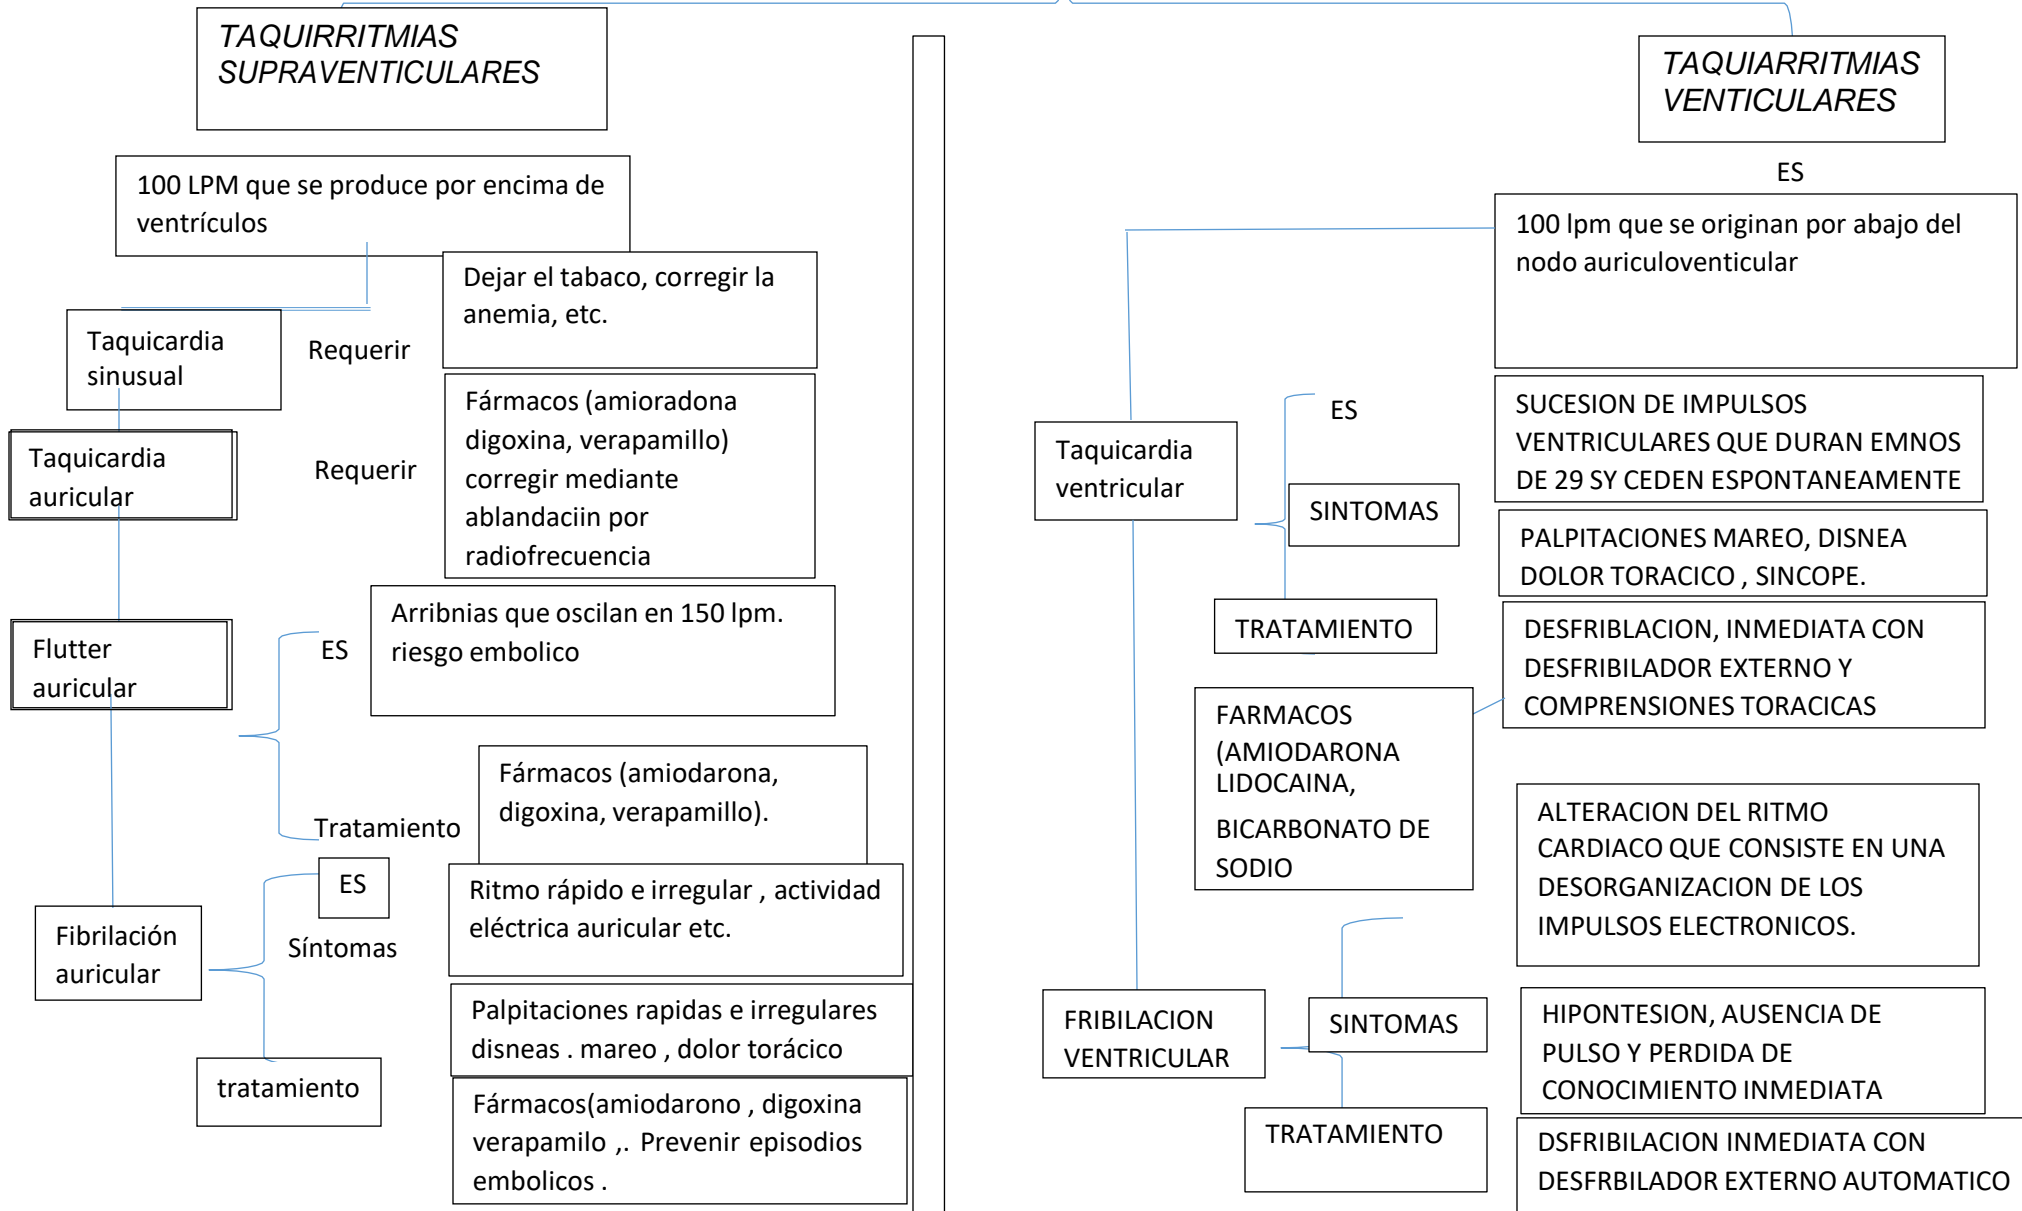 TAQUIRRITMIAS
SUPRAVENTICULARES
100 LPM que se produce por encima de
ventrículos
Taquicardia
sinusual
Requerir
Dejar el tabaco, corregir la
anemia, etc.
Taquicardia
auricular
Requerir
Fármacos (amioradona
digoxina, verapamillo)
corregir mediante
ablandaciin por
radiofrecuencia
Flutter
auricular
ES
Arribnias que oscilan en 150 lpm.
riesgo embolico
Tratamiento
Fármacos (amiodarona,
digoxina, verapamillo).
Fibrilación
auricular
ES
Ritmo rápido e irregular , actividad
eléctrica auricular etc.
Síntomas
Palpitaciones rapidas e irregulares
disneas . mareo , dolor torácico
tratamiento
Fármacos(amiodarono , digoxina
verapamilo ,. Prevenir episodios
embolicos .
TAQUIARRITMIAS
VENTICULARES
ES
100 lpm que se originan por abajo del
nodo auriculoventicular
Taquicardia
ventricular
ES
SUCESION DE IMPULSOS
VENTRICULARES QUE DURAN EMNOS
DE 29 SY CEDEN ESPONTANEAMENTE
SINTOMAS
PALPITACIONES MAREO, DISNEA
DOLOR TORACICO , SINCOPE.
TRATAMIENTO
DESFRIBLACION, INMEDIATA CON
DESFRIBILADOR EXTERNO Y
COMPRENSIONES TORACICAS
FARMACOS
(AMIODARONA
LIDOCAINA,
BICARBONATO DE
SODIO
ALTERACION DEL RITMO
CARDIACO QUE CONSISTE EN UNA
DESORGANIZACION DE LOS
IMPULSOS ELECTRONICOS.
FRIBILACION
VENTRICULAR
SINTOMAS
HIPONTESION, AUSENCIA DE
PULSO Y PERDIDA DE
CONOCIMIENTO INMEDIATA
TRATAMIENTO
DSFRIBILACION INMEDIATA CON
DESFRBILADOR EXTERNO AUTOMATICO